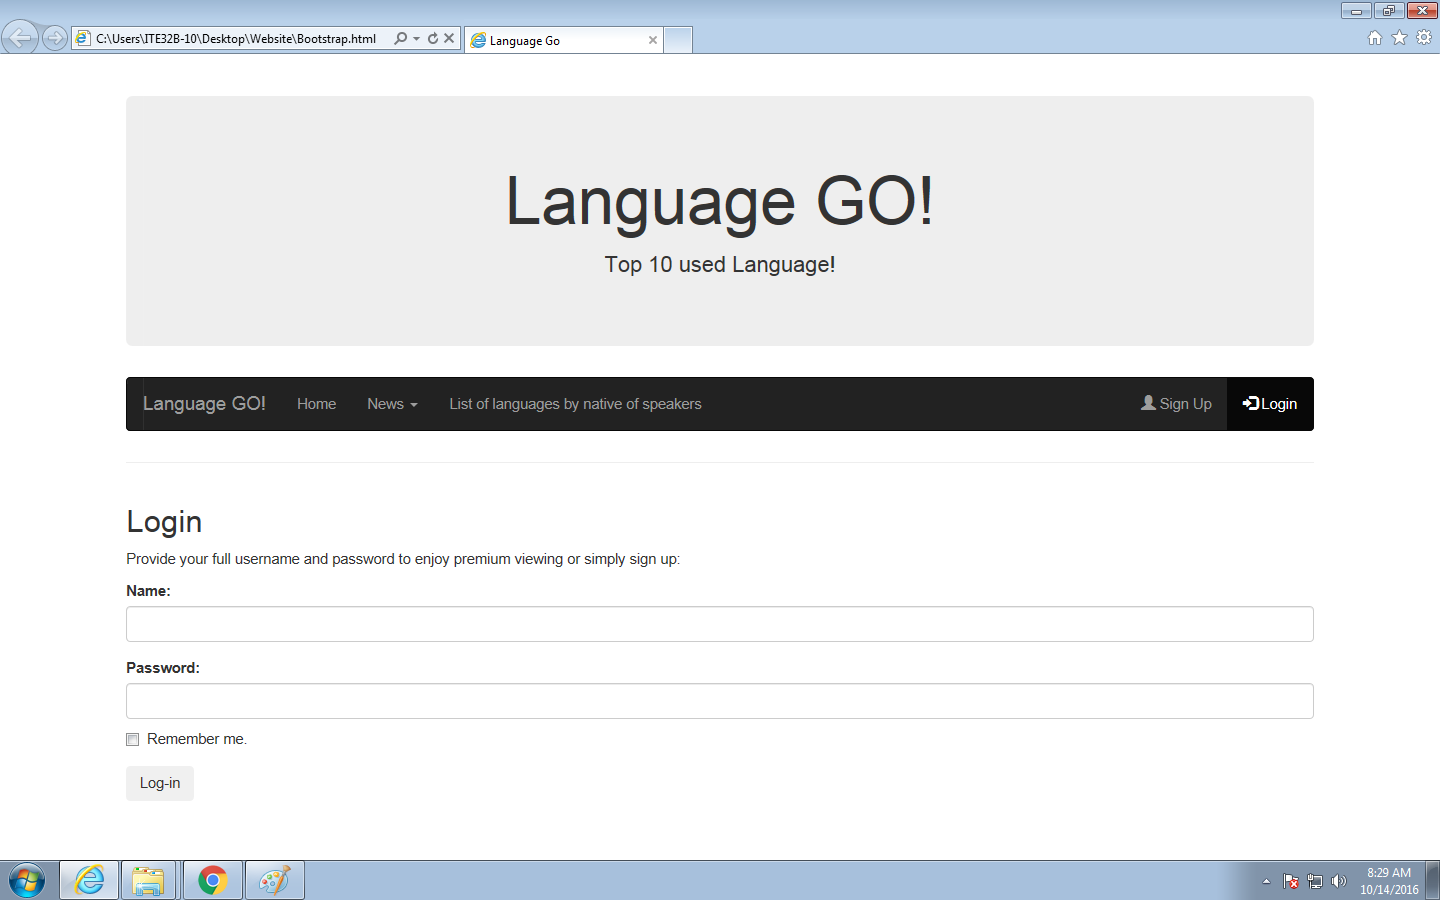 C:\Users\ITE32B-10\Desktop\Website\Bootstrap.html
Language Go
Language GO!
Top 10 used Language!
Language GO! Home News List of languages by native of speakers Sign Up Login
Login
Provide your full username and password to enjoy premium viewing or simply sign up:
Name:
Password:
Remember me.
Log-in
8:29 AM
10/14/2016